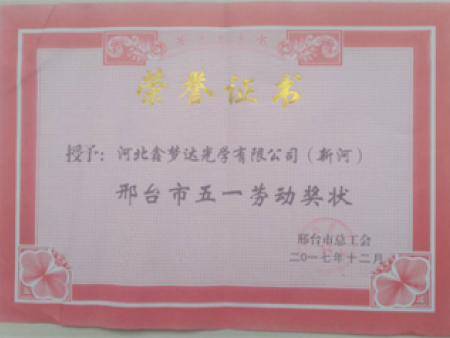 荣誉证书
授予：河北鑫梦达光学有限公司（新河）
邢台市五一劳动奖状
邢台市总工会
二〇一七年十二月